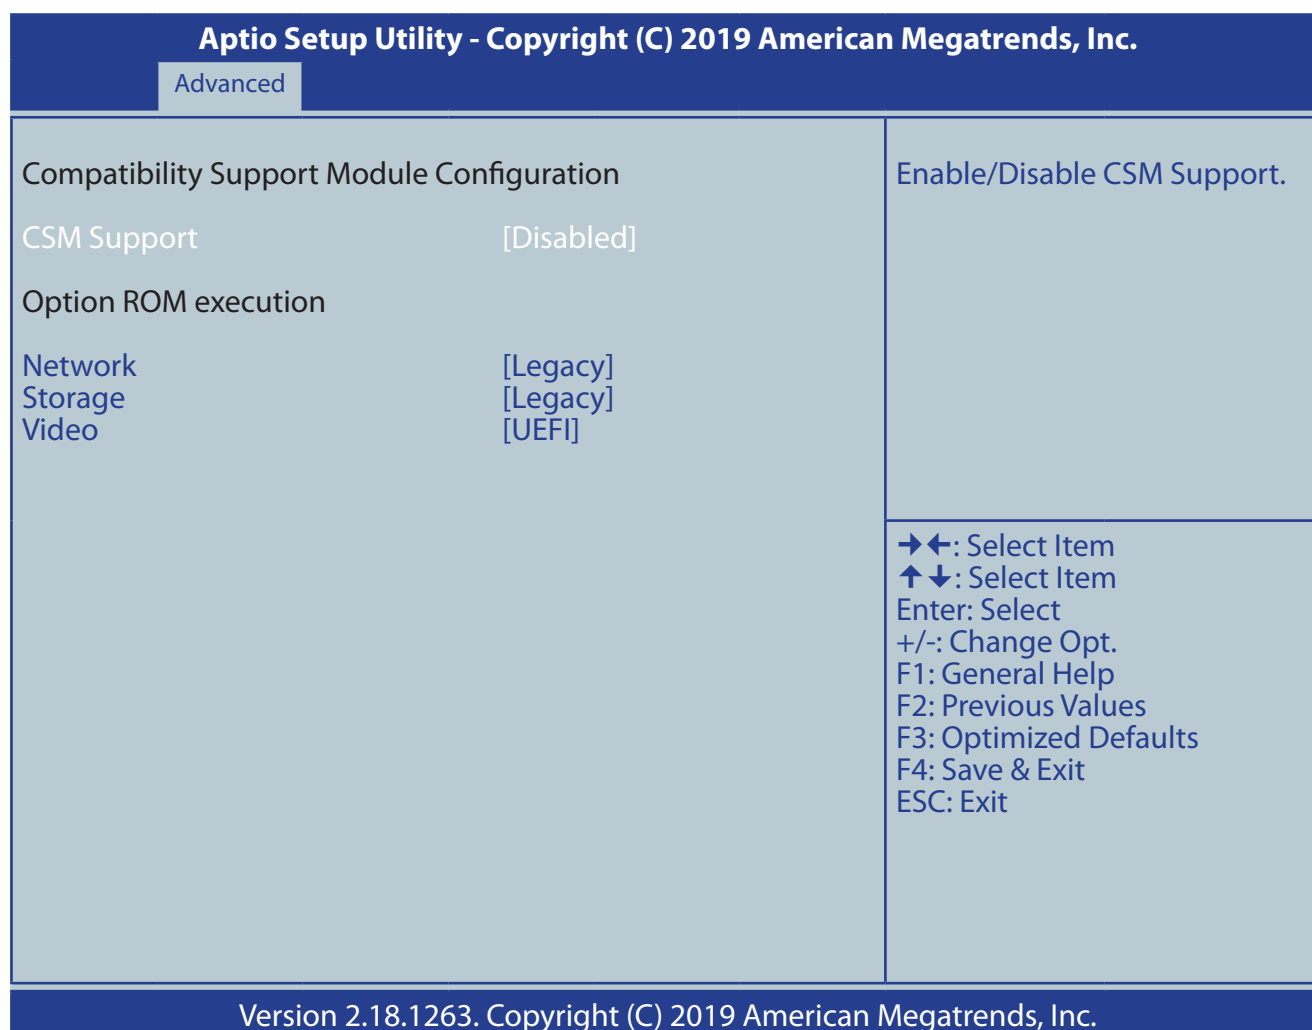 Aptio Setup Utility - Copyright (C) 2019 American Megatrends, Inc.
Advanced
Compatibility Support Module Configuration
CSM Support [Disabled]
Option ROM execution
Network [Legacy]
Storage [Legacy]
Video [UEFI]
Enable/Disable CSM Support.
→←: Select Item
↑↓: Select Item
Enter: Select
+/-: Change Opt.
F1: General Help
F2: Previous Values
F3: Optimized Defaults
F4: Save & Exit
ESC: Exit
Version 2.18.1263. Copyright (C) 2019 American Megatrends, Inc.